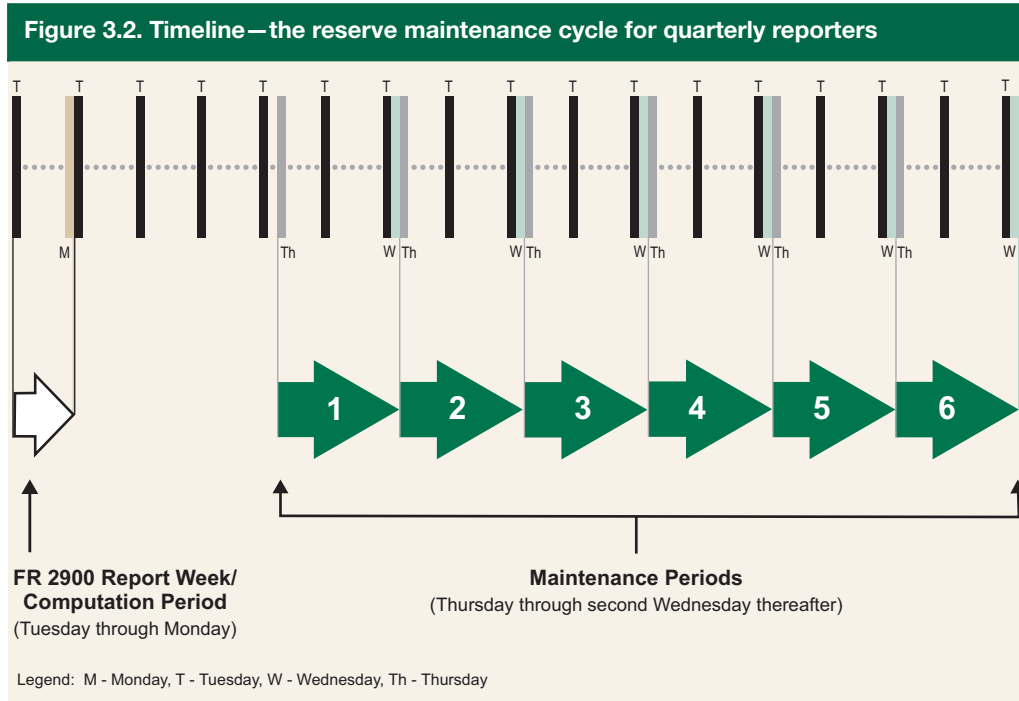 Figure 3.2. Timeline—the reserve maintenance cycle for quarterly reporters
T T T T T T T T T T T T T T T T T
M Th W Th W Th W Th W Th W Th W
1 2 3 4 5 6
FR 2900 Report Week/
Computation Period
(Tuesday through Monday)
Maintenance Periods
(Thursday through second Wednesday thereafter)
Legend: M - Monday, T - Tuesday, W - Wednesday, Th - Thursday